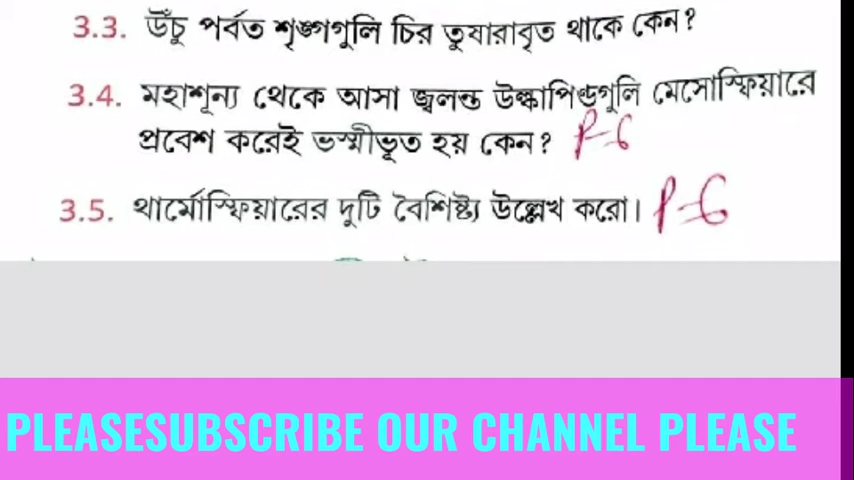 3.3. উঁচু পর্বত শৃঙ্গগুলি চির তুষারাবৃত থাকে কেন?
3.4. মহাশূন্য থেকে আসা জ্বলন্ত উল্কাপিণ্ডগুলি মেসোস্ফিয়ারে
প্রবেশ করেই ভস্মীভূত হয় কেন? P-6
3.5. থার্মোস্ফিয়ারের দুটি বৈশিষ্ট্য উল্লেখ করো। P-6
PLEASESUBSCRIBE OUR CHANNEL PLEASE